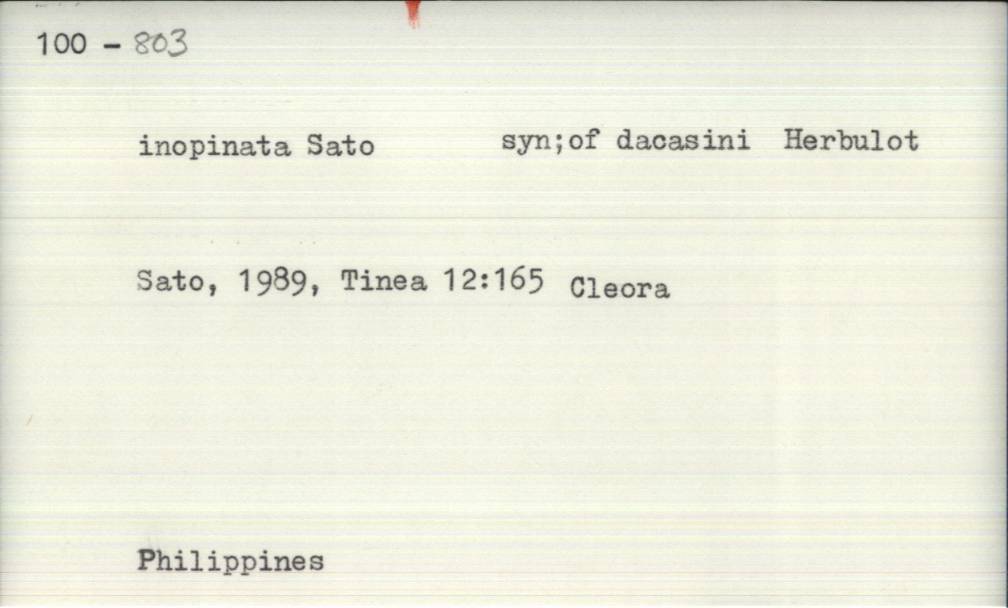 100 - 803
inopinata Sato syn;of dacasini Herbulot
Sato, 1989, Tinea 12:165 Cleora
Philippines